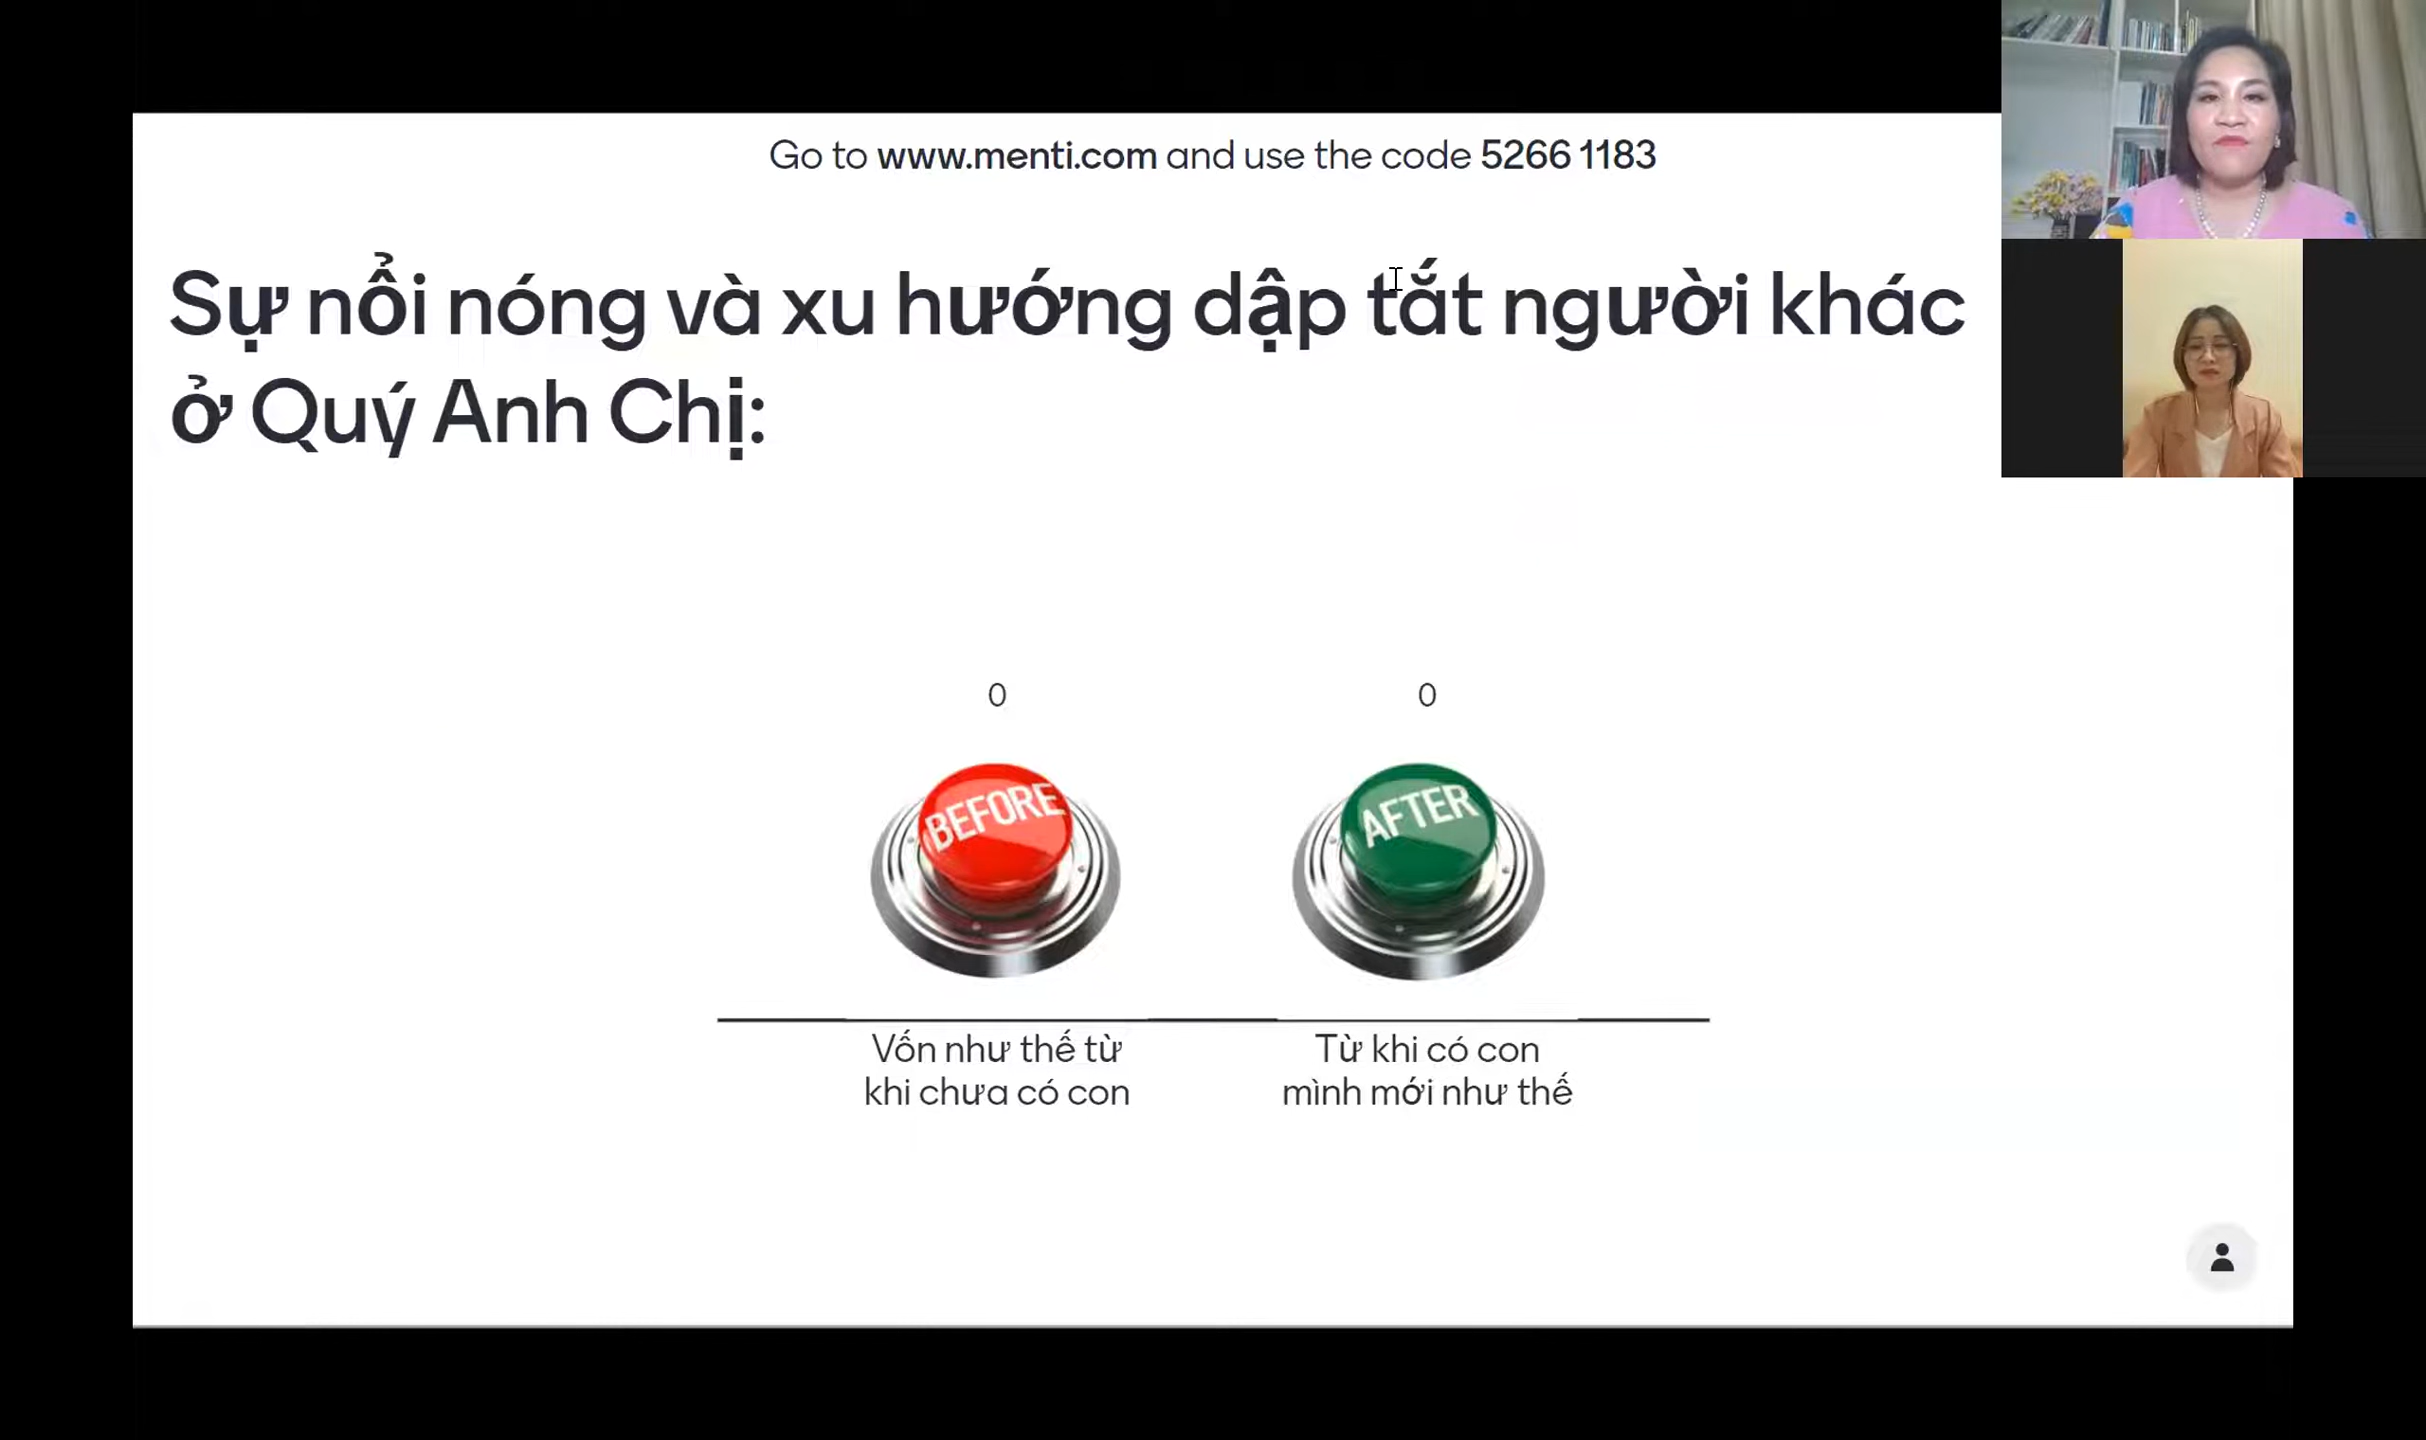 Go to www.menti.com and use the code 5266 1183
Sự nổi nóng và xu hướng dập tắt người khác
ở Quý Anh Chị:
0
0
BEFORE
AFTER
Vốn như thế từ
khi chưa có con
Từ khi có con
mình mới như thế